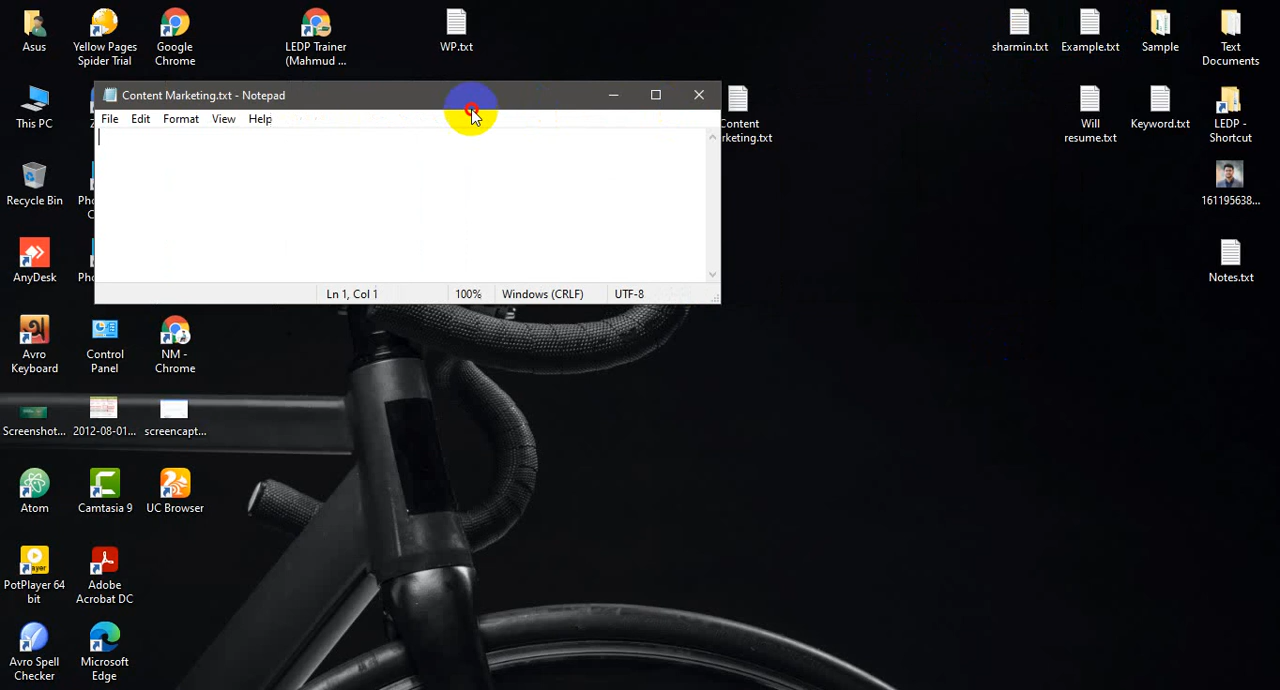 Asus
Yellow Pages
Spider Trial
Google
Chrome
LEDP Trainer
(Mahmud ...
WP.txt
sharmin.txt
Example.txt
Sample
Text
Documents
Content Marketing.txt - Notepad
File Edit Format View Help
Ln 1, Col 1
100%
Windows (CRLF)
UTF-8
This PC
Content
rketing.txt
Will
resume.txt
Keyword.txt
LEDP -
Shortcut
Recycle Bin
Pho
161195638...
AnyDesk
Pho
Notes.txt
Avro
Keyboard
Control
Panel
NM -
Chrome
Screenshot...
2012-08-01...
screencapt...
Atom
Camtasia 9
UC Browser
PotPlayer 64
bit
Adobe
Acrobat DC
Avro Spell
Checker
Microsoft
Edge